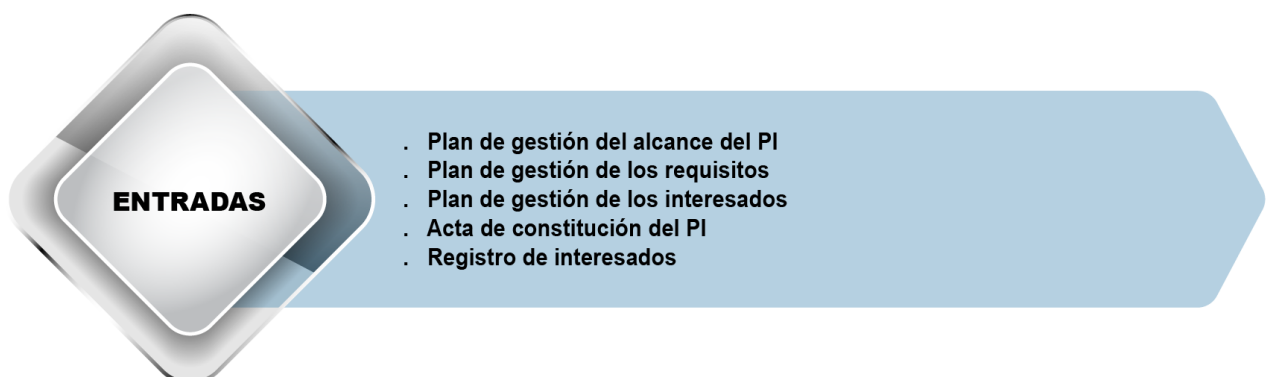 ENTRADAS
. Plan de gestión del alcance del PI
. Plan de gestión de los requisitos
. Plan de gestión de los interesados
. Acta de constitución del PI
. Registro de interesados